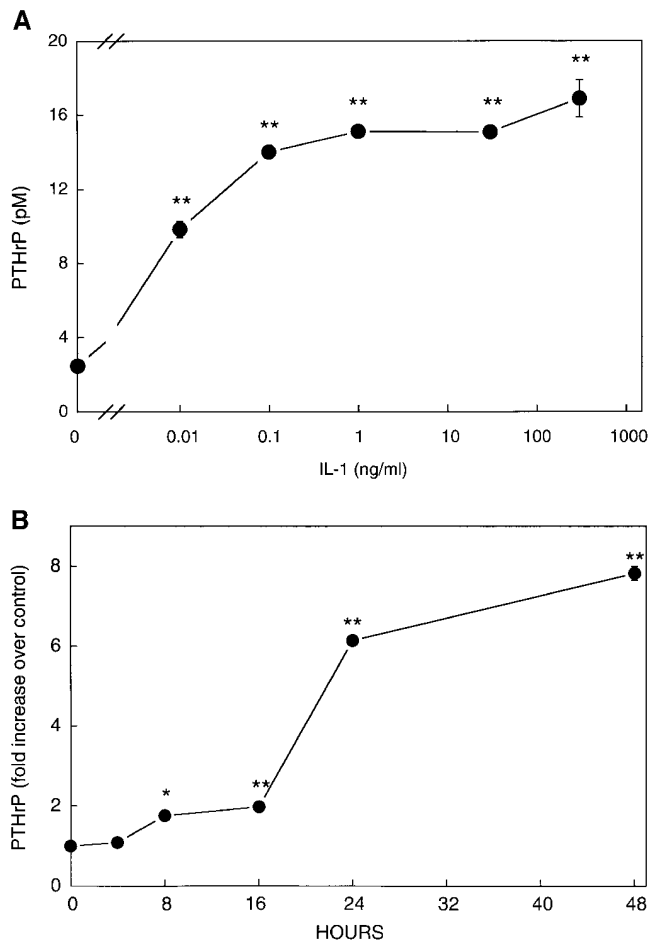 A
20
16
12
8
4
0
PTHrP (pM)
**
**
**
**
**
0 0.01 0.1 1 10 100 1000
IL-1 (ng/ml)
B
8
6
4
2
0
PTHrP (fold increase over control)
*
**
**
**
0 8 16 24 32 40 48
HOURS